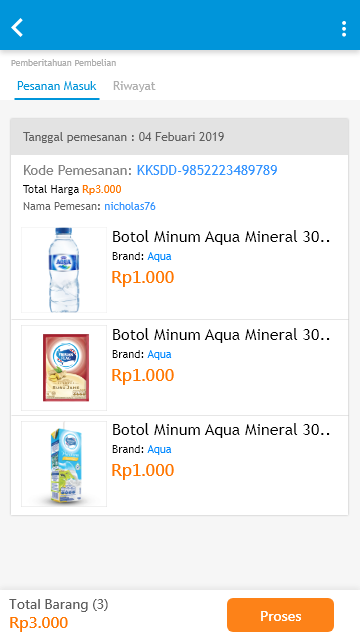 Pemberitahuan Pembelian
Pesanan Masuk Riwayat
Tanggal pemesanan : 04 Febuari 2019
Kode Pemesanan: KKSDD-9852223489789
Total Harga Rp3.000
Nama Pemesan: nicholas76
AQUA
Botol Minum Aqua Mineral 30..
Brand: Aqua
Rp1.000
Botol Minum Aqua Mineral 30..
Brand: Aqua
Rp1.000
Botol Minum Aqua Mineral 30..
Brand: Aqua
Rp1.000
Total Barang (3)
Rp3.000
Proses